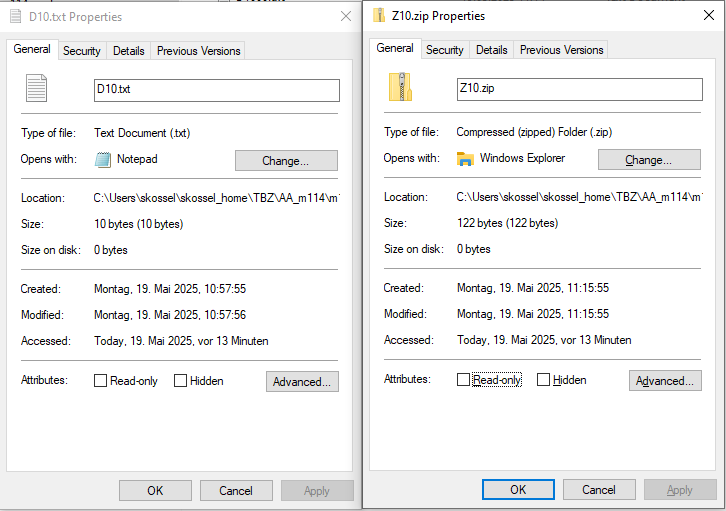 D10.txt Properties
General Security Details Previous Versions
D10.txt
Type of file: Text Document (.txt)
Opens with: Notepad Change...
Location: C:\Users\skossel\skossel_home\TBZ\AA_m114\m
Size: 10 bytes (10 bytes)
Size on disk: 0 bytes
Created: Montag, 19. Mai 2025, 10:57:55
Modified: Montag, 19. Mai 2025, 10:57:56
Accessed: Today, 19. Mai 2025, vor 13 Minuten
Attributes: Read-only Hidden Advanced...
OK Cancel Apply
Z10.zip Properties
General Security Details Previous Versions
Z10.zip
Type of file: Compressed (zipped) Folder (.zip)
Opens with: Windows Explorer Change...
Location: C:\Users\skossel\skossel_home\TBZ\AA_m114\m
Size: 122 bytes (122 bytes)
Size on disk: 0 bytes
Created: Montag, 19. Mai 2025, 11:15:55
Modified: Montag, 19. Mai 2025, 11:15:55
Accessed: Today, 19. Mai 2025, vor 13 Minuten
Attributes: Read-only Hidden Advanced...
OK Cancel Apply